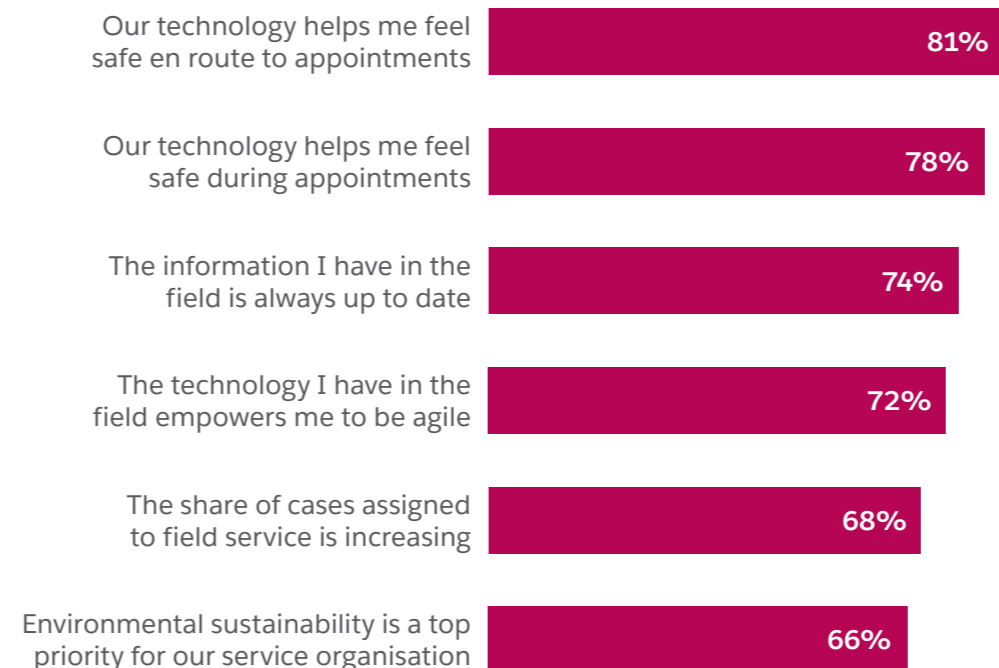 Our technology helps me feel
safe en route to appointments
81%
Our technology helps me feel
safe during appointments
78%
The information I have in the
field is always up to date
74%
The technology I have in the
field empowers me to be agile
72%
The share of cases assigned
to field service is increasing
68%
Environmental sustainability is a top
priority for our service organisation
66%